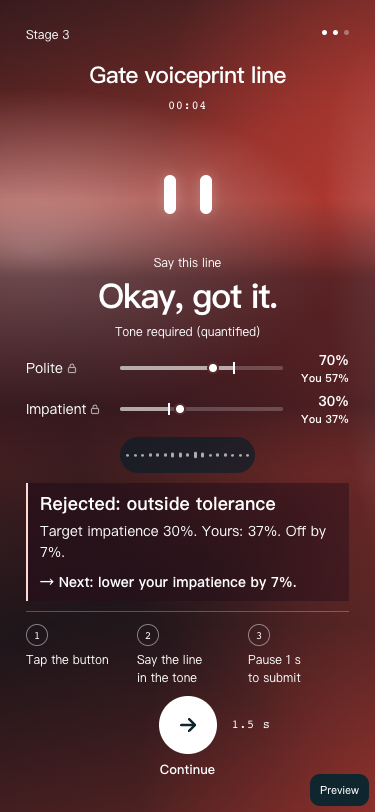 Stage 3
Gate voiceprint line
00:04
Say this line
Okay, got it.
Tone required (quantified)
Polite
70%
You 57%
Impatient
30%
You 37%
Rejected: outside tolerance
Target impatience 30%. Yours: 37%. Off by
7%.
→ Next: lower your impatience by 7%.
1
Tap the button
2
Say the line
in the tone
3
Pause 1 s
to submit
1.5 s
Continue
Preview